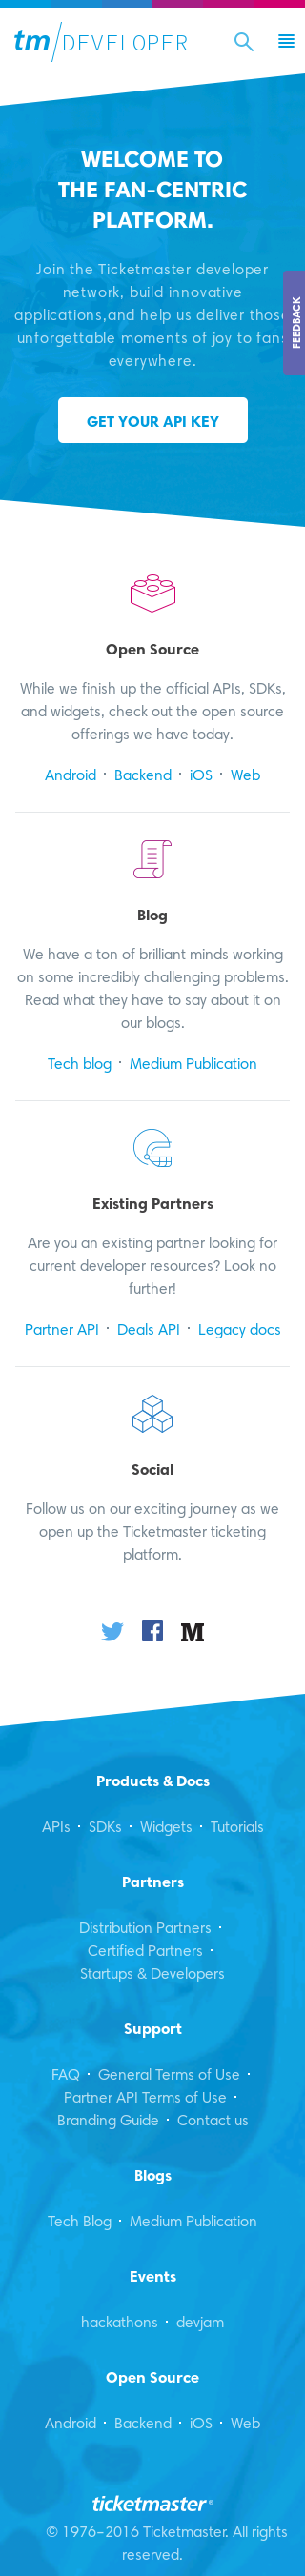 tm/DEVELOPER
WELCOME TO
THE FAN-CENTRIC
PLATFORM.
Join the Ticketmaster developer
network, build innovative
applications,and help us deliver those
unforgettable moments of joy to fans
everywhere.
FEEDBACK
GET YOUR API KEY
Open Source
While we finish up the official APIs, SDKs,
and widgets, check out the open source
offerings we have today.
Android · Backend · iOS · Web
Blog
We have a ton of brilliant minds working
on some incredibly challenging problems.
Read what they have to say about it on
our blogs.
Tech blog · Medium Publication
Existing Partners
Are you an existing partner looking for
current developer resources? Look no
further!
Partner API · Deals API · Legacy docs
Social
Follow us on our exciting journey as we
open up the Ticketmaster ticketing
platform.
Products & Docs
APIs · SDKs · Widgets · Tutorials
Partners
Distribution Partners ·
Certified Partners ·
Startups & Developers
Support
FAQ · General Terms of Use ·
Partner API Terms of Use ·
Branding Guide · Contact us
Blogs
Tech Blog · Medium Publication
Events
hackathons · devjam
Open Source
Android · Backend · iOS · Web
ticketmaster®
© 1976-2016 Ticketmaster. All rights
reserved.